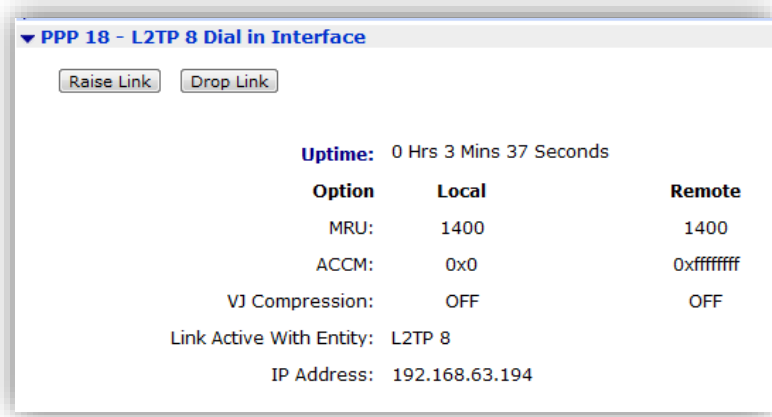 PPP 18 - L2TP 8 Dial in Interface
Raise Link Drop Link
Uptime: 0 Hrs 3 Mins 37 Seconds
Option Local Remote
MRU: 1400 1400
ACCM: 0x0 0xffffffff
VJ Compression: OFF OFF
Link Active With Entity: L2TP 8
IP Address: 192.168.63.194